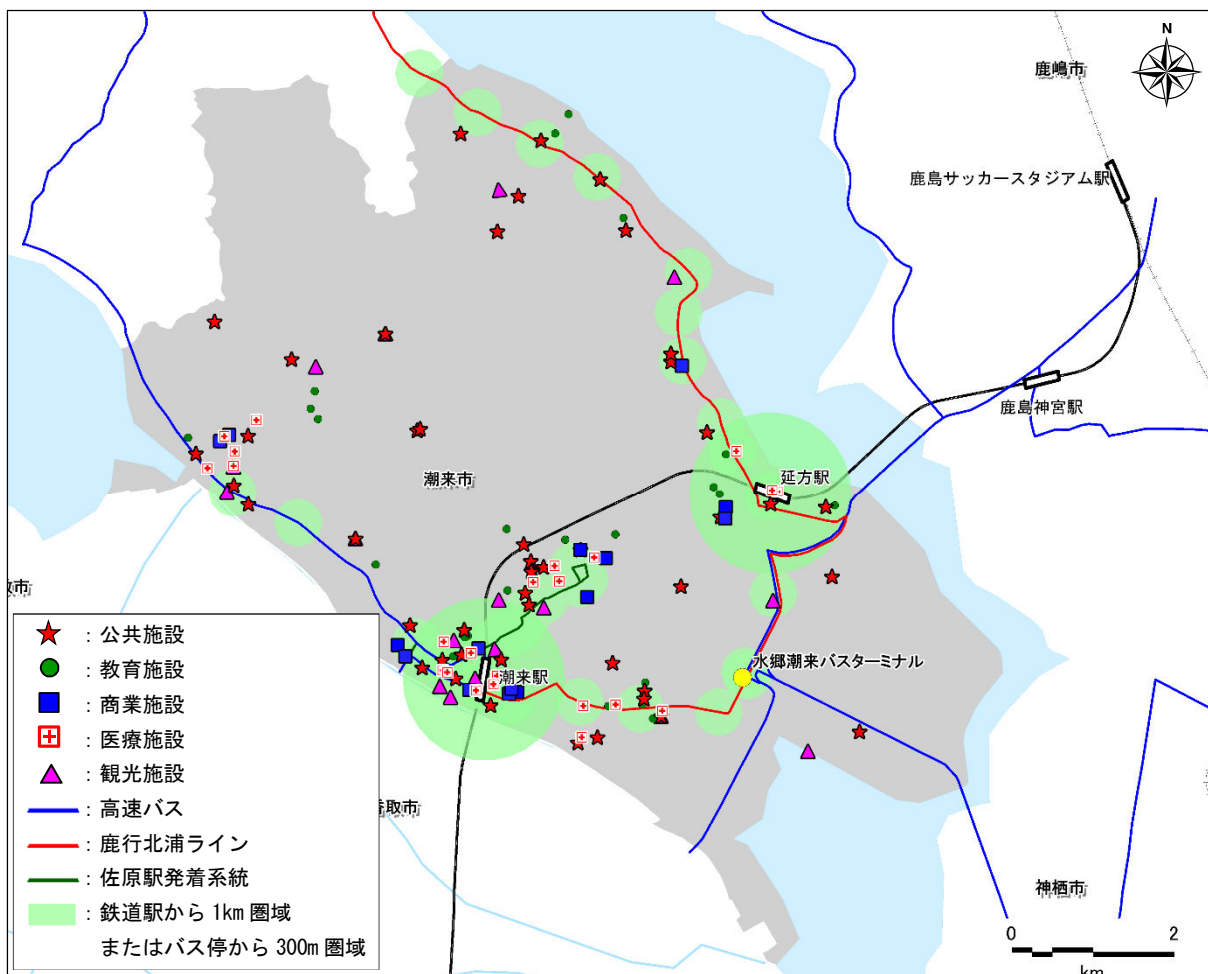 N
鹿嶋市
鹿島サッカースタジアム駅
鹿島神宮駅
潮来市
延方駅
水郷潮来バスターミナル
潮来駅
香取市
神栖市
：公共施設
：教育施設
：商業施設
：医療施設
：観光施設
：高速バス
：鹿行北浦ライン
：佐原駅発着系統
：鉄道駅から 1km 圏域
またはバス停から 300m 圏域
0 2
km